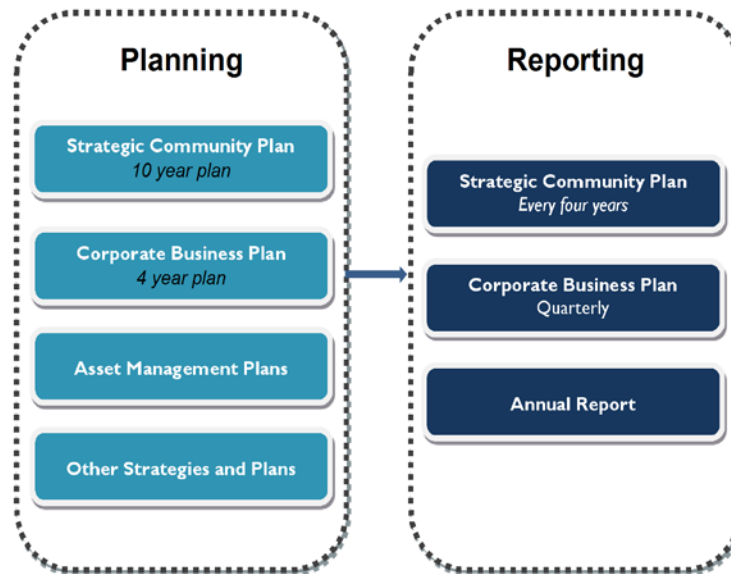 Planning
Strategic Community Plan
10 year plan
Corporate Business Plan
4 year plan
Asset Management Plans
Other Strategies and Plans
Reporting
Strategic Community Plan
Every four years
Corporate Business Plan
Quarterly
Annual Report